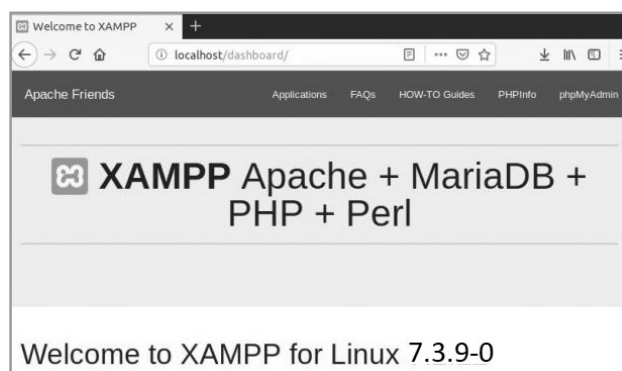 Welcome to XAMPP
localhost/dashboard/
Apache Friends Applications FAQs HOW-TO Guides PHPInfo phpMyAdmin
XAMPP Apache + MariaDB +
PHP + Perl
Welcome to XAMPP for Linux 7.3.9-0